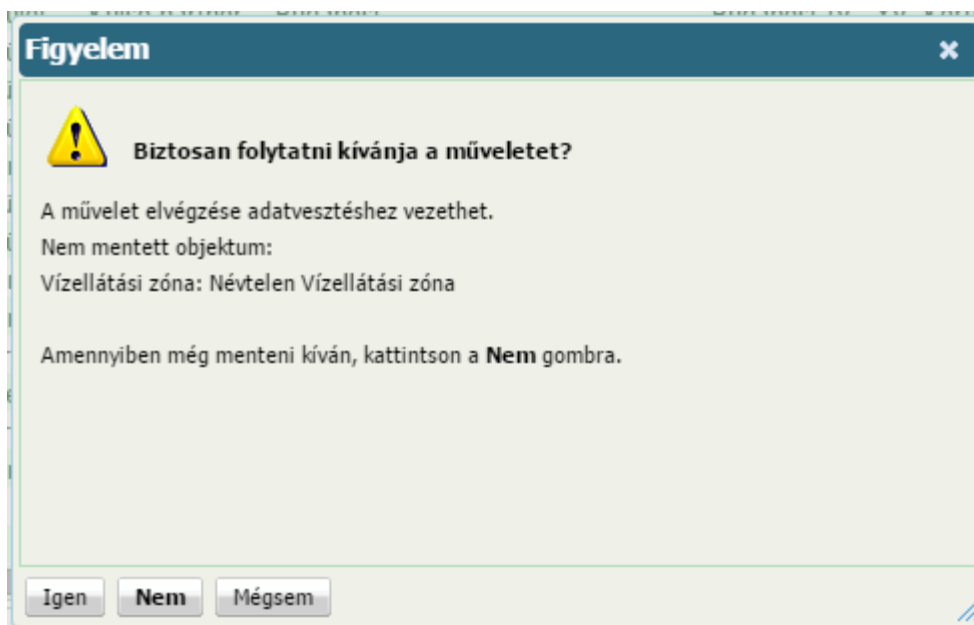 Figyelem
Biztosan folytatni kívánja a műveletet?
A művelet elvégzése adatvesztéshez vezethet.
Nem mentett objektum:
Vízellátási zóna: Névtelen Vízellátási zóna
Amennyiben még menteni kíván, kattintson a Nem gombra.
Igen Nem Mégsem